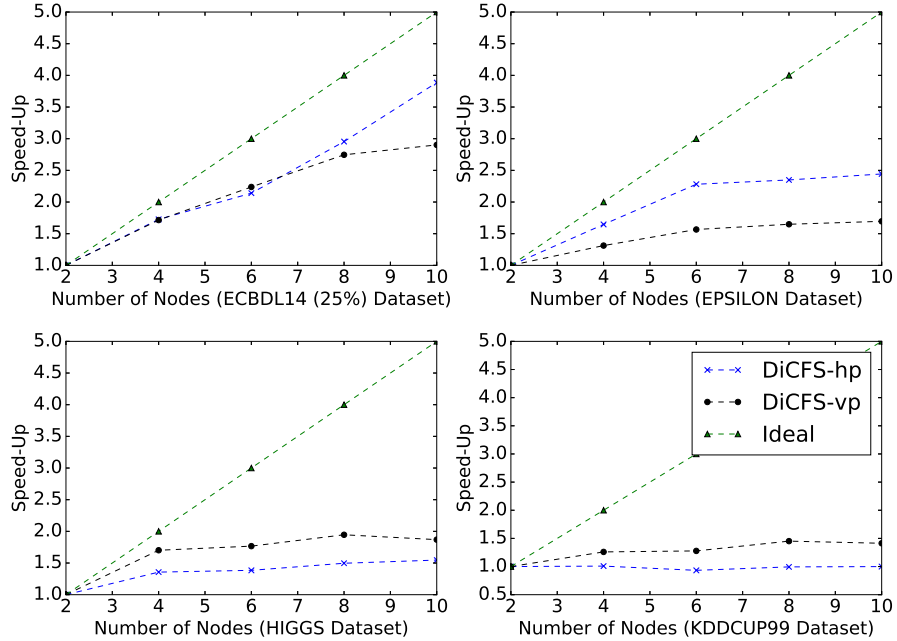 5.0
4.5
4.0
3.5
3.0
2.5
2.0
1.5
1.0
Speed-Up
2 3 4 5 6 7 8 9 10
Number of Nodes (ECBDL14 (25%) Dataset)
5.0
4.5
4.0
3.5
3.0
2.5
2.0
1.5
1.0
Speed-Up
2 3 4 5 6 7 8 9 10
Number of Nodes (EPSILON Dataset)
5.0
4.5
4.0
3.5
3.0
2.5
2.0
1.5
1.0
Speed-Up
2 3 4 5 6 7 8 9 10
Number of Nodes (HIGGS Dataset)
5.0
4.5
4.0
3.5
3.0
2.5
2.0
1.5
1.0
0.5
Speed-Up
DiCFS-hp
DiCFS-vp
Ideal
2 3 4 5 6 7 8 9 10
Number of Nodes (KDDCUP99 Dataset)